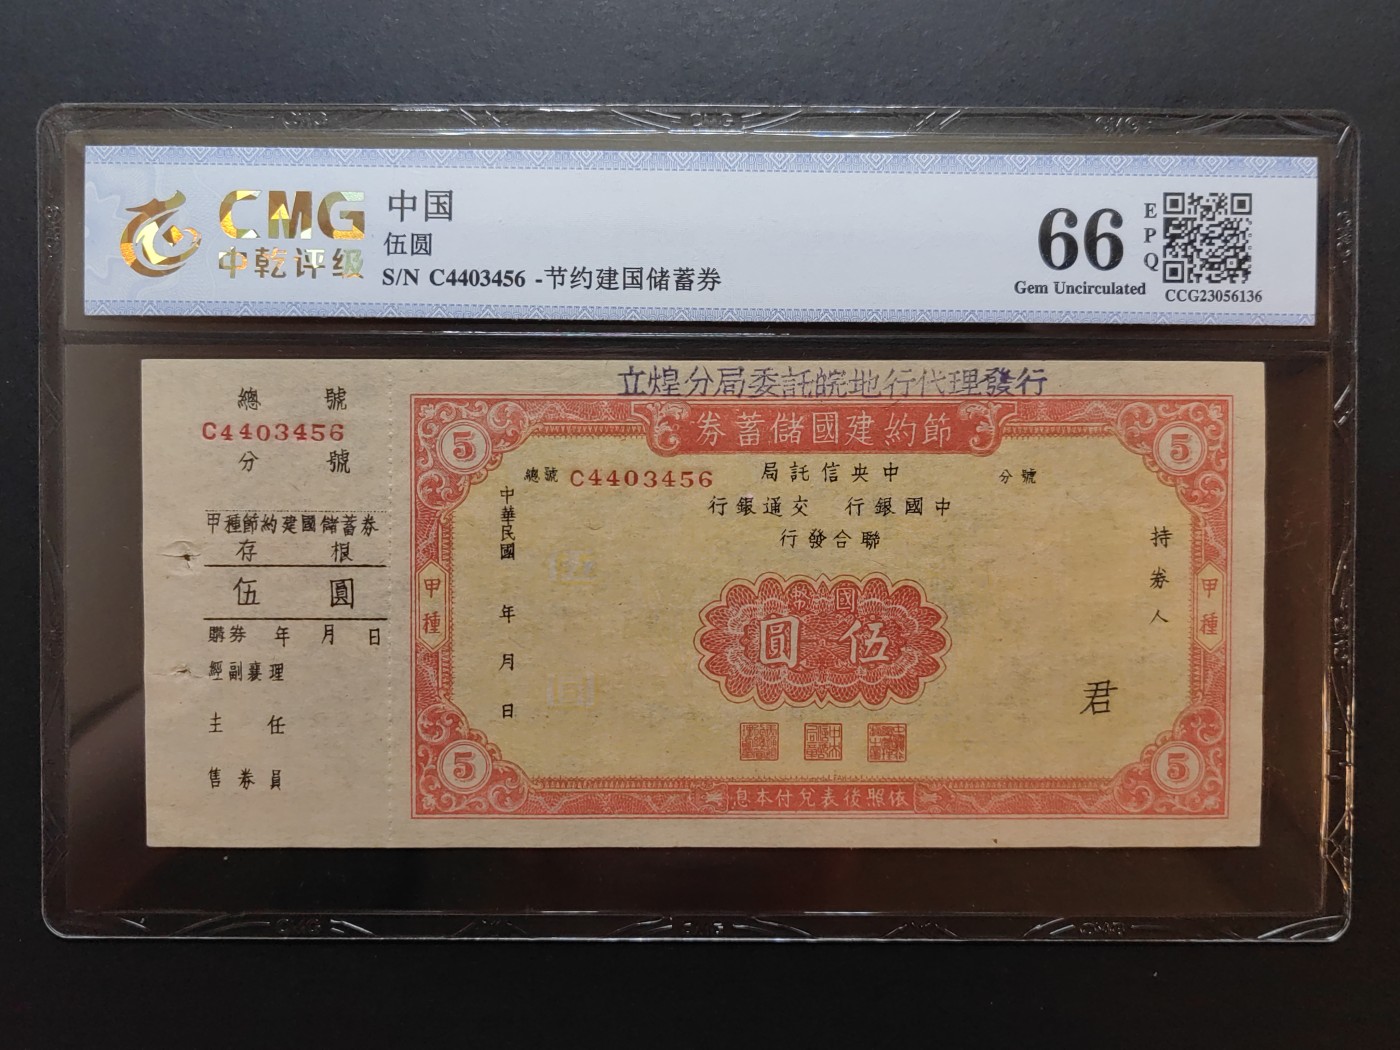 CMG
中乾评级
中国
伍圆
S/N C4403456 -节约建国储蓄券
66
EPQ
Gem Uncirculated
CCG23056136
總號
C4403456
分號
甲種節約建國儲蓄券
存根
伍圓
購券 年 月 日
經副襄理
主任
售券員
立煌分局委託皖地行代理發行
節約建國儲蓄券
5
5
總號 C4403456
分號
中央信託局
中國銀行 交通銀行
聯合發行
中華民國 年 月 日
持券人
君
甲種
甲種
國幣
伍圓
5
5
依照後表兌付本息